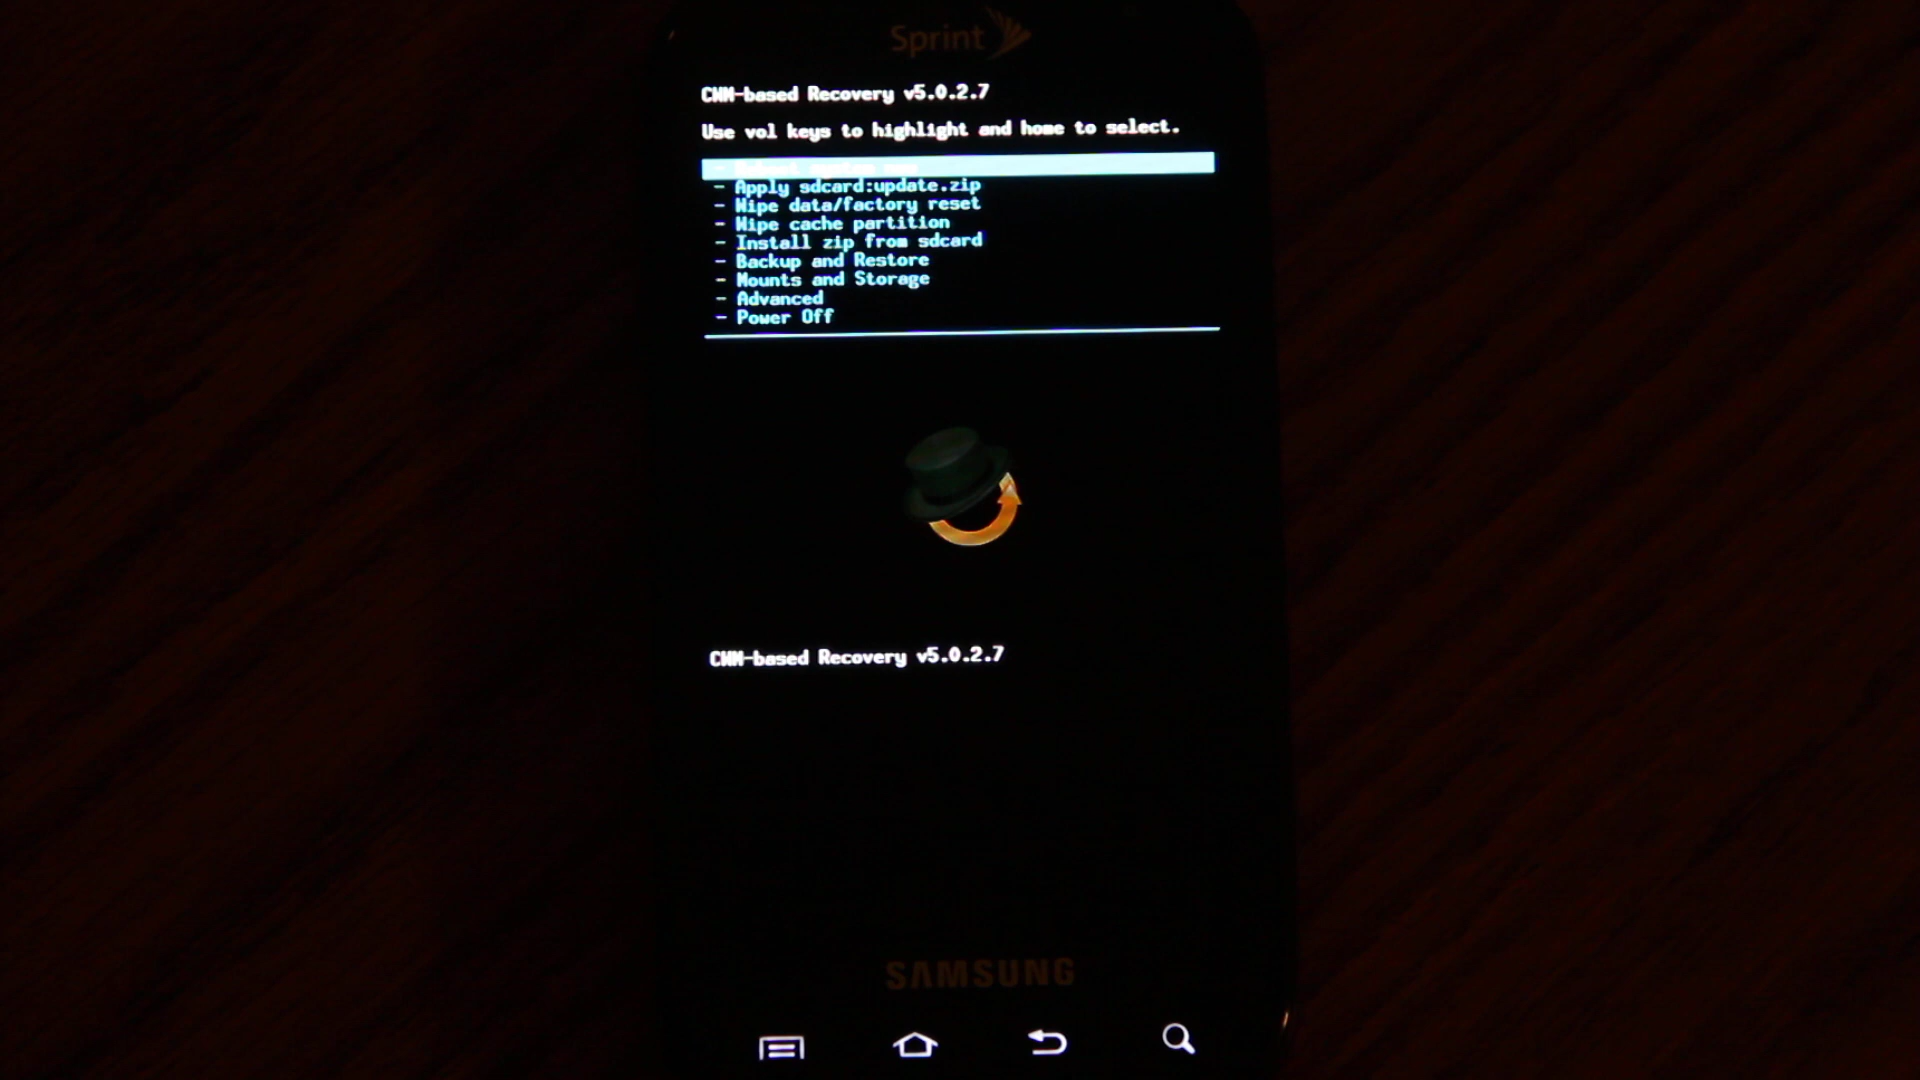 Sprint
CWM-based Recovery v5.0.2.7
Use vol keys to highlight and home to select.
- Apply sdcard:update.zip
- Wipe data/factory reset
- Wipe cache partition
- Install zip from sdcard
- Backup and Restore
- Mounts and Storage
- Advanced
- Power Off
CWM-based Recovery v5.0.2.7
SAMSUNG